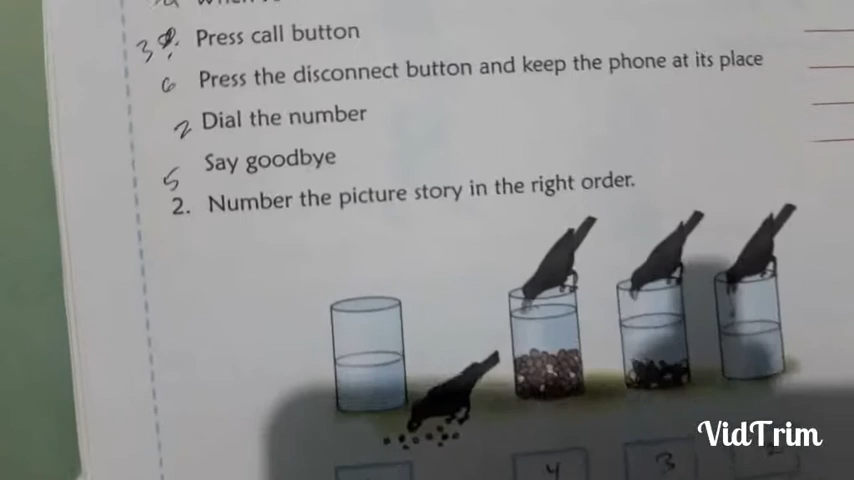 3 Press call button
6 Press the disconnect button and keep the phone at its place
2 Dial the number
5 Say goodbye
2. Number the picture story in the right order.
4 3 2
VidTrim